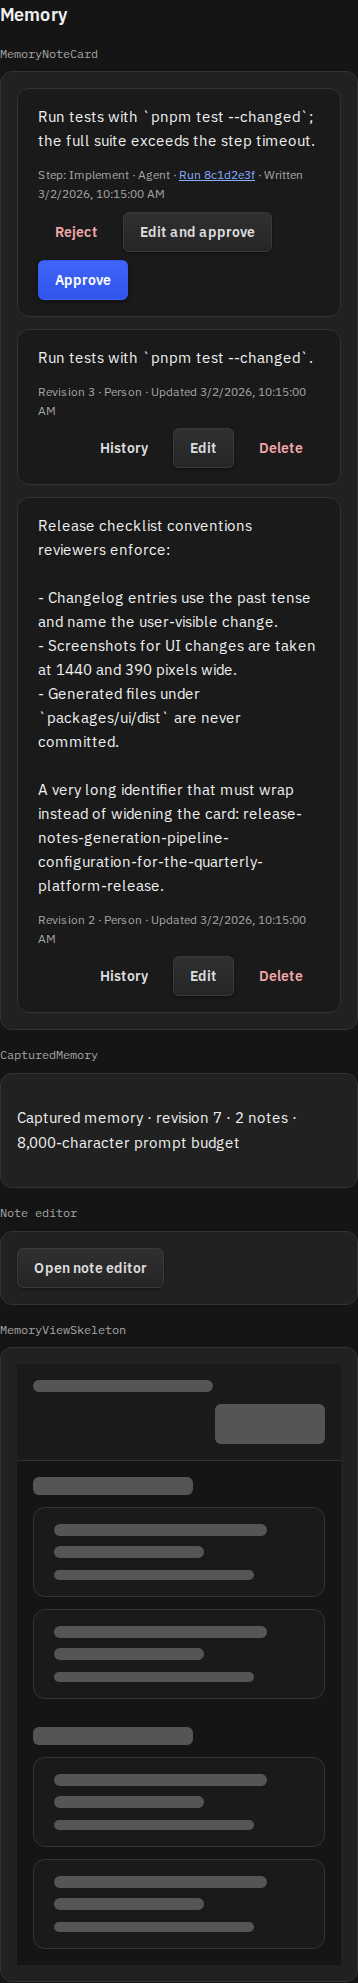 Memory
MemoryNoteCard
Run tests with `pnpm test --changed`;
the full suite exceeds the step timeout.
Step: Implement · Agent · Run 8c1d2e3f · Written
3/2/2026, 10:15:00 AM
Reject
Edit and approve
Approve
Run tests with `pnpm test --changed`.
Revision 3 · Person · Updated 3/2/2026, 10:15:00
AM
History
Edit
Delete
Release checklist conventions
reviewers enforce:
- Changelog entries use the past tense
and name the user-visible change.
- Screenshots for UI changes are taken
at 1440 and 390 pixels wide.
- Generated files under
`packages/ui/dist` are never
committed.
A very long identifier that must wrap
instead of widening the card: release-
notes-generation-pipeline-
configuration-for-the-quarterly-
platform-release.
Revision 2 · Person · Updated 3/2/2026, 10:15:00
AM
History
Edit
Delete
CapturedMemory
Captured memory · revision 7 · 2 notes ·
8,000-character prompt budget
Note editor
Open note editor
MemoryViewSkeleton